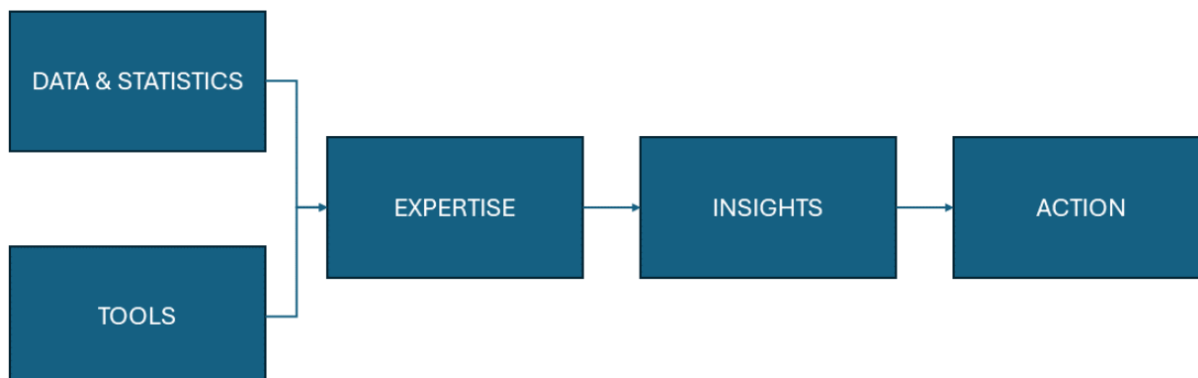 DATA & STATISTICS
TOOLS
EXPERTISE
INSIGHTS
ACTION